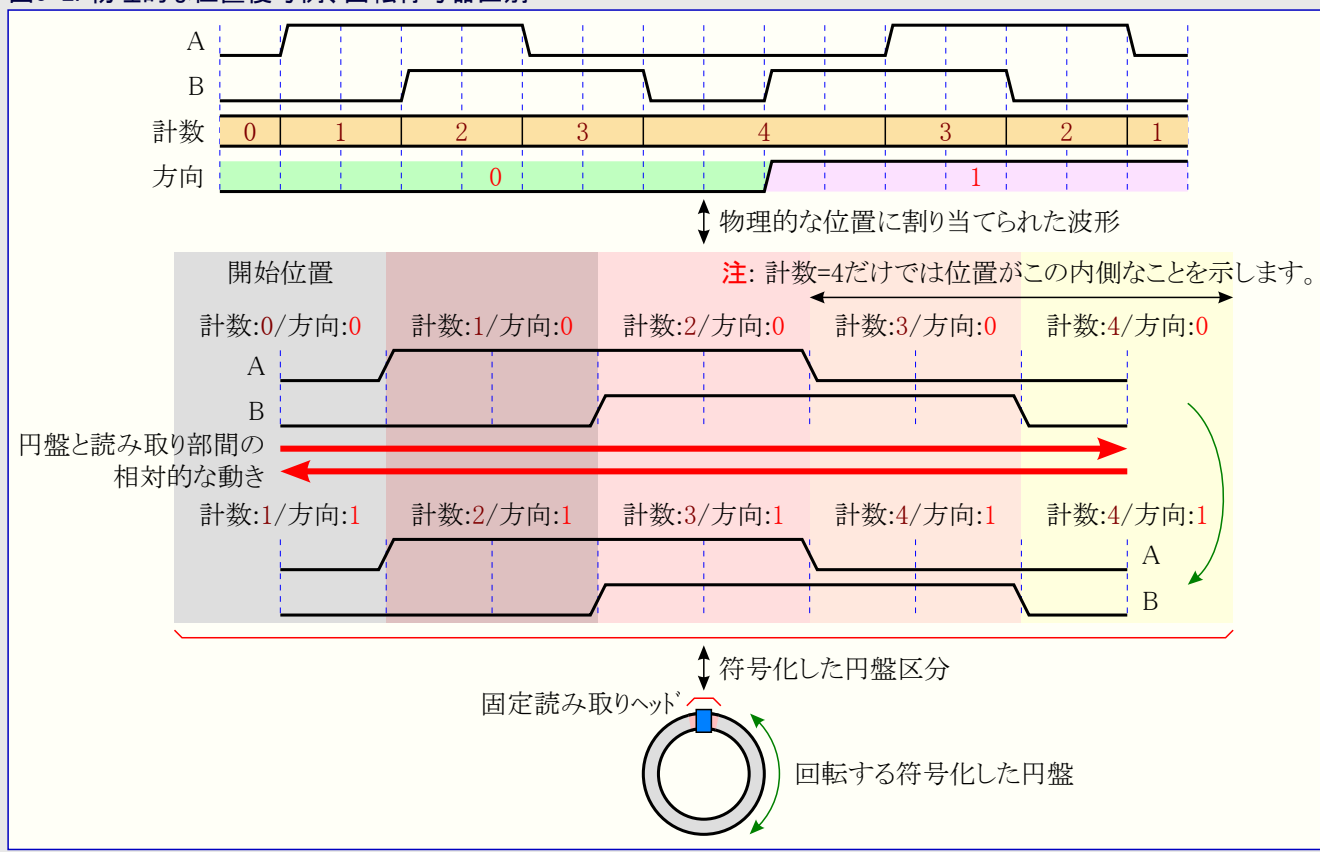 A
B
計数 0 1 2 3 4 3 2 1
方向 0 1
物理的な位置に割り当てられた波形
開始位置
注: 計数=4だけでは位置がこの内側なことを示します。
計数:0/方向:0 計数:1/方向:0 計数:2/方向:0 計数:3/方向:0 計数:4/方向:0
A
B
円盤と読み取り部間の
相対的な動き
計数:1/方向:1 計数:2/方向:1 計数:3/方向:1 計数:4/方向:1 計数:4/方向:1
A
B
符号化した円盤区分
固定読み取りヘッド
回転する符号化した円盤